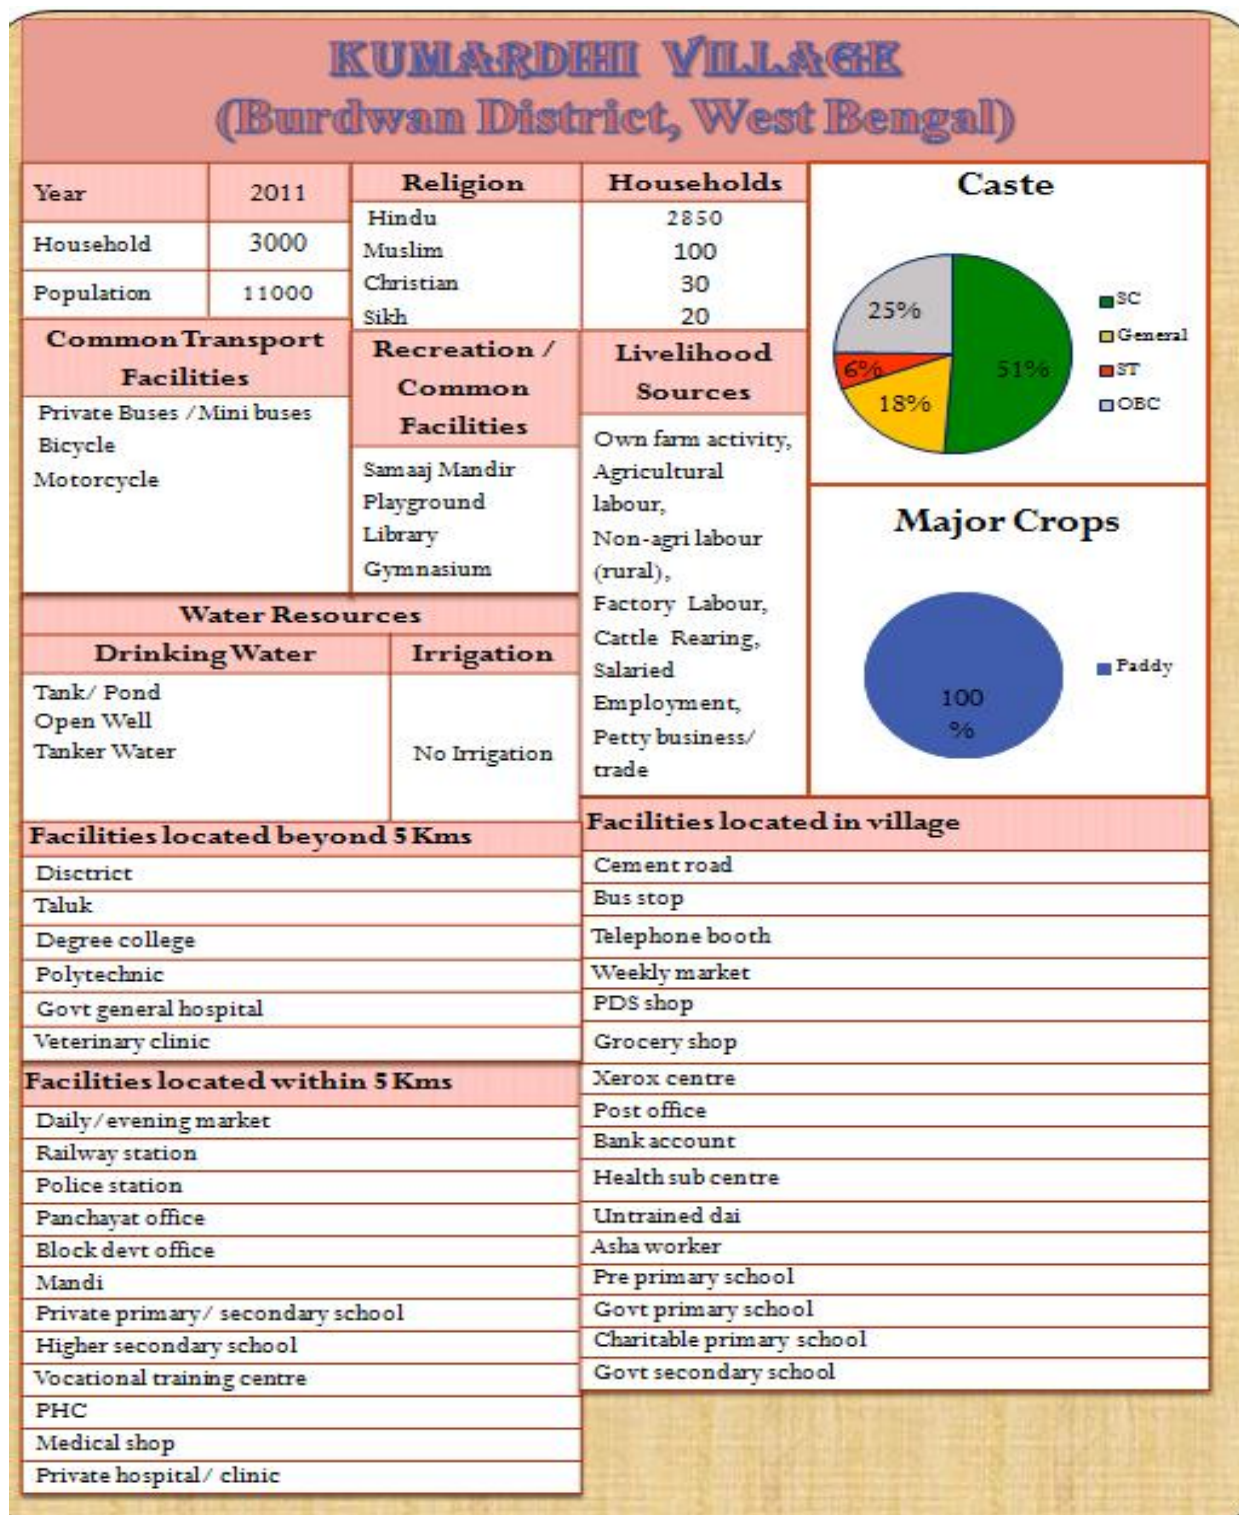 KUMARDIHI VILLAGE
(Burdwan District, West Bengal)
Year 2011
Household 3000
Population 11000
Religion Households
Hindu 2850
Muslim 100
Christian 30
Sikh 20
Caste
25%
51%
6%
18%
SC
General
ST
OBC
Common Transport
Facilities
Private Buses / Mini buses
Bicycle
Motorcycle
Recreation /
Common
Facilities
Samaaj Mandir
Playground
Library
Gymnasium
Livelihood
Sources
Own farm activity,
Agricultural
labour,
Non-agri labour
(rural),
Factory Labour,
Cattle Rearing,
Salaried
Employment,
Petty business/
trade
Major Crops
100
%
Paddy
Water Resources
Drinking Water Irrigation
Tank/ Pond
Open Well
Tanker Water
No Irrigation
Facilities located beyond 5 Kms
Disctrict
Taluk
Degree college
Polytechnic
Govt general hospital
Veterinary clinic
Facilities located within 5 Kms
Daily/evening market
Railway station
Police station
Panchayat office
Block devt office
Mandi
Private primary/ secondary school
Higher secondary school
Vocational training centre
PHC
Medical shop
Private hospital/ clinic
Facilities located in village
Cement road
Bus stop
Telephone booth
Weekly market
PDS shop
Grocery shop
Xerox centre
Post office
Bank account
Health sub centre
Untrained dai
Asha worker
Pre primary school
Govt primary school
Charitable primary school
Govt secondary school